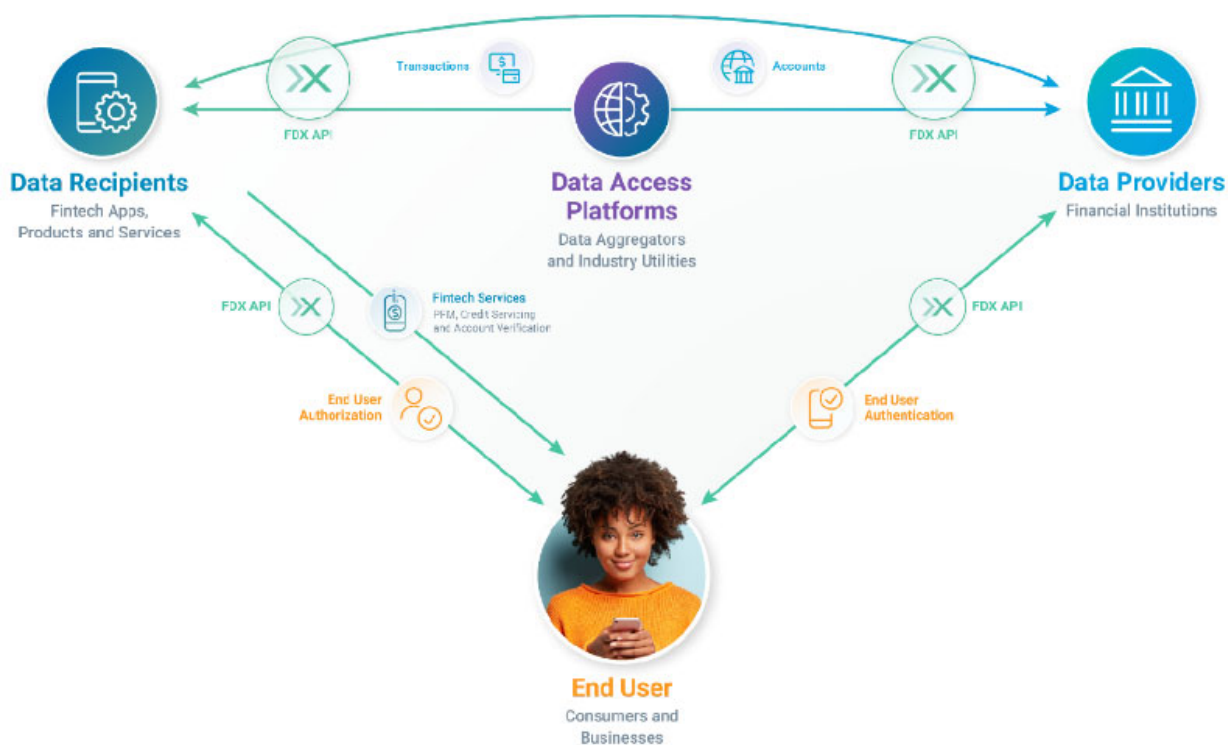 Transactions
Accounts
FDX API
FDX API
Data Recipients
Fintech Apps,
Products and Services
Data Access
Platforms
Data Aggregators
and Industry Utilities
Data Providers
Financial Institutions
FDX API
Fintech Services
PFM, Credit Servicing
and Account Verification
FDX API
End User
Authorization
End User
Authentication
End User
Consumers and
Businesses